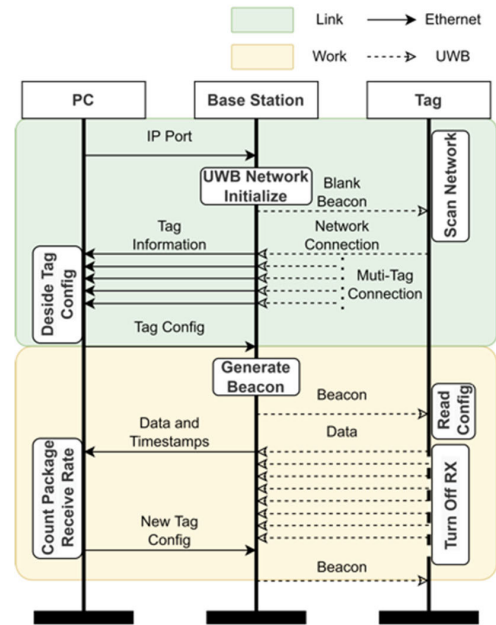 Link
Ethernet
Work
UWB
PC
Base Station
Tag
IP Port
Scan Network
UWB Network
Initialize
Blank
Beacon
Tag
Information
Network
Connection
Deside Tag
Config
Muti-Tag
Connection
Tag Config
Generate
Beacon
Beacon
Read
Config
Data and
Timestamps
Data
Count Package
Receive Rate
Turn Off RX
New Tag
Config
Beacon